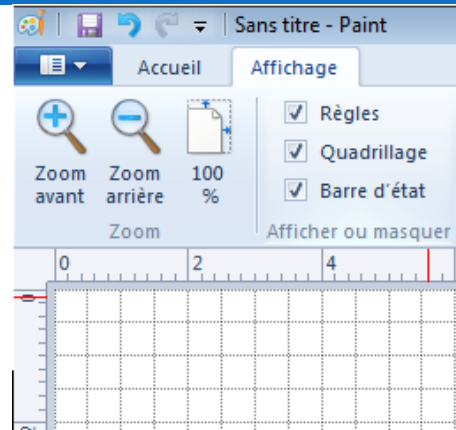 Sans titre - Paint
Accueil Affichage
Règles
Quadrillage
Barre d'état
Zoom avant
Zoom arrière
100 %
Zoom
Afficher ou masquer
0 2 4
0